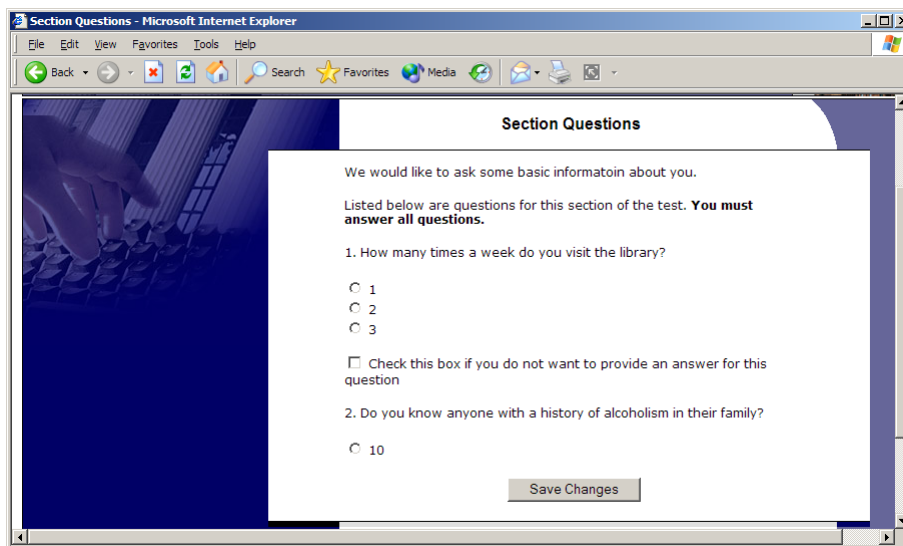 Section Questions - Microsoft Internet Explorer
File Edit View Favorites Tools Help
Back Search Favorites Media
Section Questions
We would like to ask some basic informatoin about you.
Listed below are questions for this section of the test. You must
answer all questions.
1. How many times a week do you visit the library?
1
2
3
Check this box if you do not want to provide an answer for this
question
2. Do you know anyone with a history of alcoholism in their family?
10
Save Changes